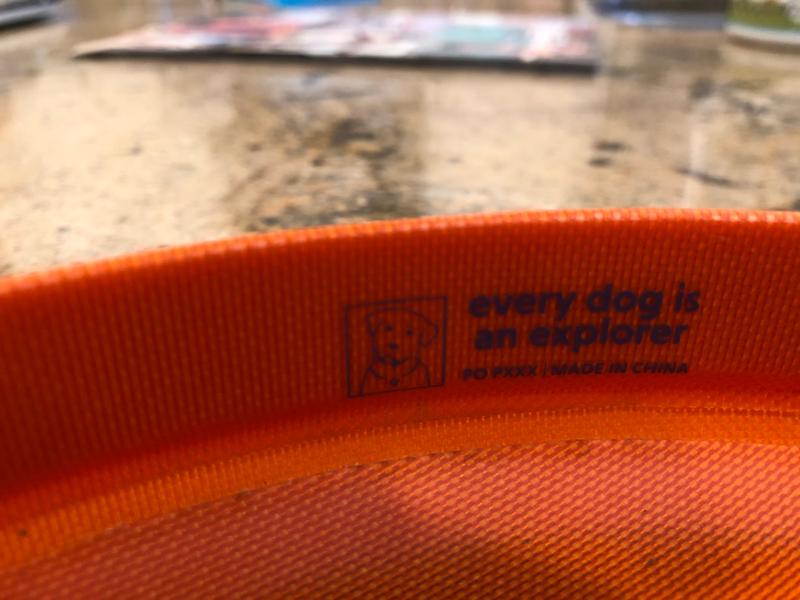 every dog is
an explorer
PO PXXX | MADE IN CHINA